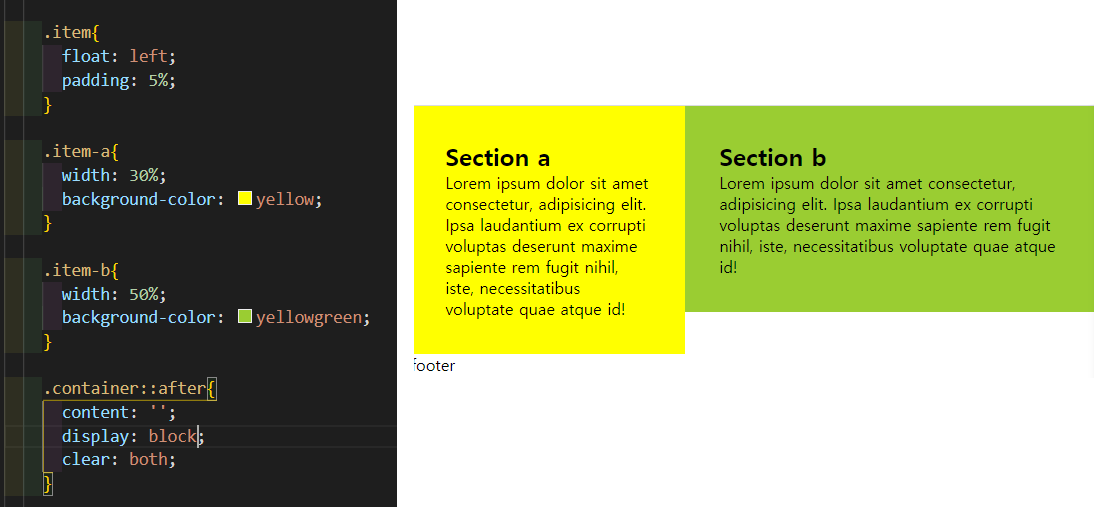 .item{
float: left;
padding: 5%;
}
.item-a{
width: 30%;
background-color: yellow;
}
.item-b{
width: 50%;
background-color: yellowgreen;
}
.container::after{
content: '';
display: block;
clear: both;
}
Section a
Lorem ipsum dolor sit amet
consectetur, adipisicing elit.
Ipsa laudantium ex corrupti
voluptas deserunt maxime
sapiente rem fugit nihil,
iste, necessitatibus
voluptate quae atque id!
Section b
Lorem ipsum dolor sit amet consectetur,
adipisicing elit. Ipsa laudantium ex corrupti
voluptas deserunt maxime sapiente rem fugit
nihil, iste, necessitatibus voluptate quae atque
id!
footer